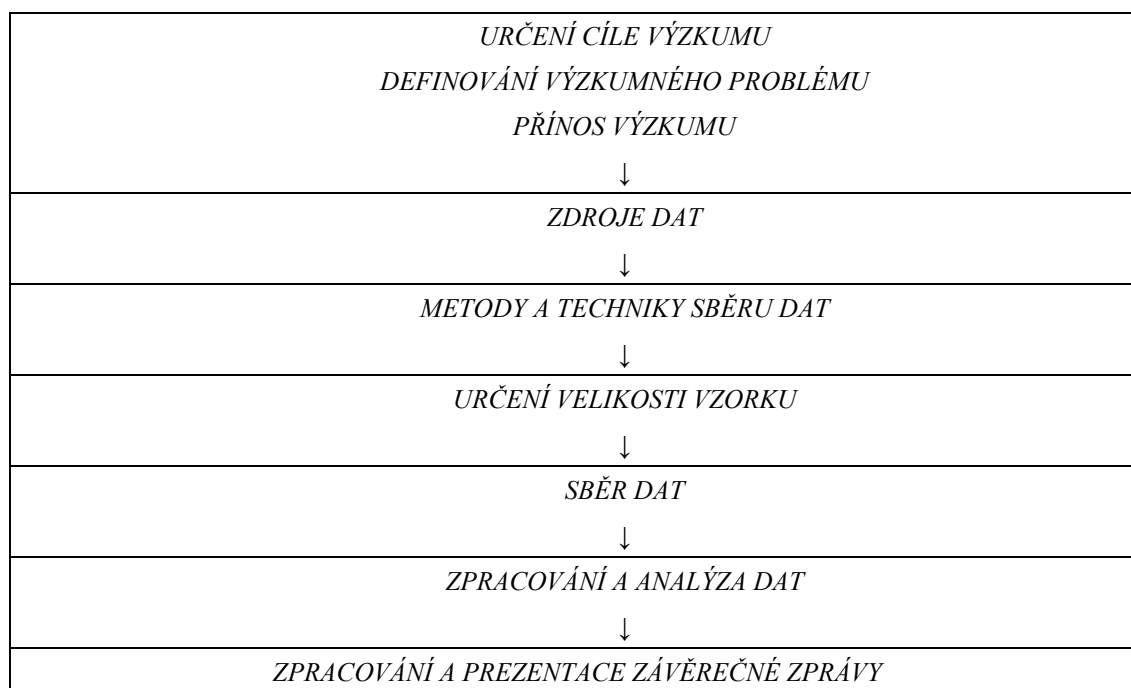 URČENÍ CÍLE VÝZKUMU
DEFINOVÁNÍ VÝZKUMNÉHO PROBLÉMU
PŘÍNOS VÝZKUMU
↓
ZDROJE DAT
↓
METODY A TECHNIKY SBĚRU DAT
↓
URČENÍ VELIKOSTI VZORKU
↓
SBĚR DAT
↓
ZPRACOVÁNÍ A ANALÝZA DAT
↓
ZPRACOVÁNÍ A PREZENTACE ZÁVĚREČNÉ ZPRÁVY